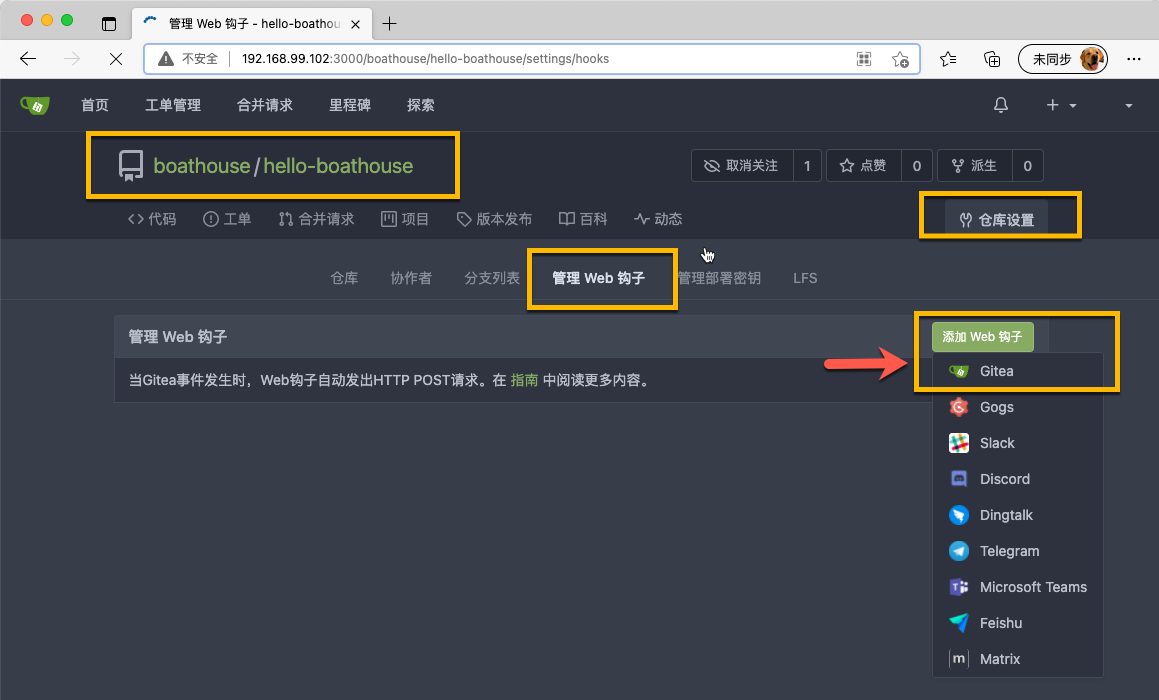 管理 Web 钩子 - hello-boathou
不安全 192.168.99.102:3000/boathouse/hello-boathouse/settings/hooks 未同步
首页 工单管理 合并请求 里程碑 探索
boathouse/hello-boathouse 取消关注 1 点赞 0 派生 0
代码 工单 合并请求 项目 版本发布 百科 动态 仓库设置
仓库 协作者 分支列表 管理 Web 钩子 管理部署密钥 LFS
管理 Web 钩子 添加 Web 钩子
当Gitea事件发生时，Web钩子自动发出HTTP POST请求。在 指南 中阅读更多内容。
Gitea
Gogs
Slack
Discord
Dingtalk
Telegram
Microsoft Teams
Feishu
Matrix